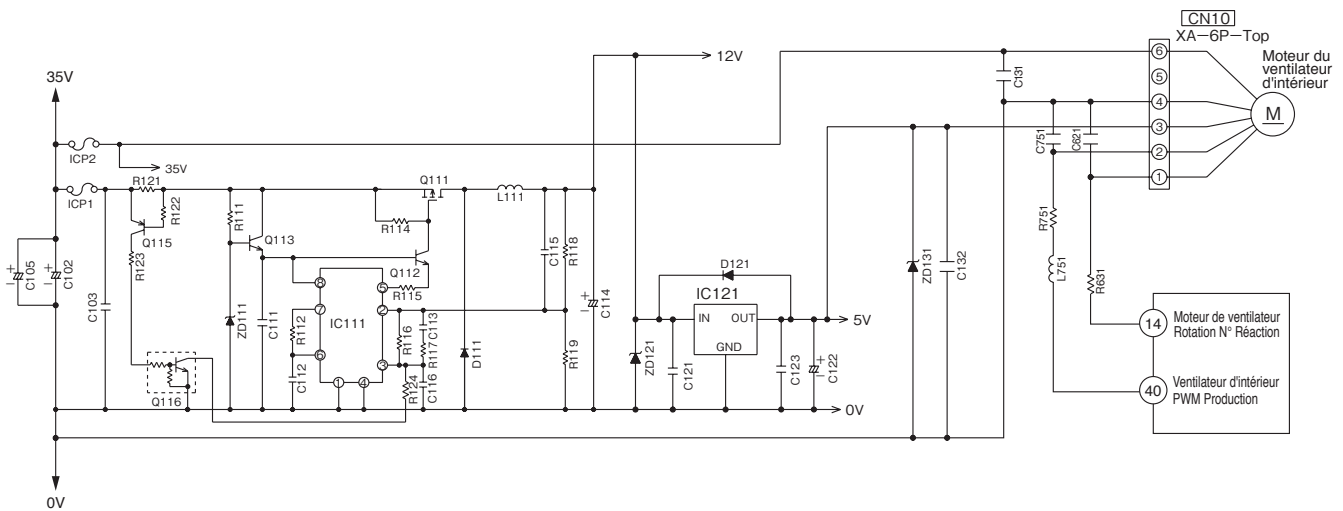 CN10
XA-6P-Top
Moteur du
ventilateur
d'intérieur
M
6
5
4
3
2
1
35V
12V
C131
C751
C621
ICP2
35V
ICP1
R121
R122
Q115
R123
R111
Q113
Q111
R114
Q112
L111
C115
R118
C105
C102
C103
ZD111
C111
R112
C112
8
7
6
5
2
3
1
4
IC111
R115
R116
C113
R117
R124
C116
D111
R119
C114
Q116
D121
IC121
IN
OUT
GND
ZD121
C121
C123
C122
5V
0V
ZD131
C132
R751
L751
R631
14
Moteur de ventilateur
Rotation N° Réaction
40
Ventilateur d'intérieur
PWM Production
0V